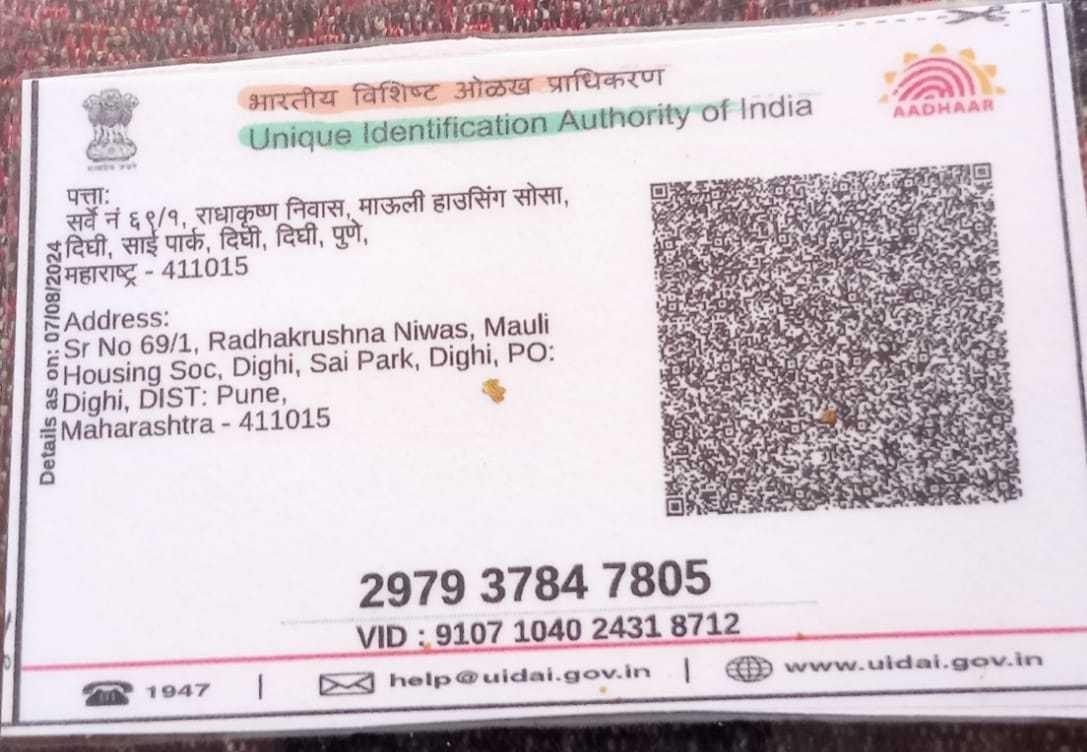 भारतीय विशिष्ट ओळख प्राधिकरण
Unique Identification Authority of India
AADHAAR
पत्ता:
सर्वे नं ६९/१, राधाकृष्ण निवास, माऊली हाउसिंग सोसा,
दिघी, साई पार्क, दिघी, दिघी, पुणे,
महाराष्ट्र - 411015
Address:
Sr No 69/1, Radhakrushna Niwas, Mauli
Housing Soc, Dighi, Sai Park, Dighi, PO:
Dighi, DIST: Pune,
Maharashtra - 411015
Details as on: 07/08/2024
2979 3784 7805
VID : 9107 1040 2431 8712
1947 | help@uidai.gov.in | www.uidai.gov.in